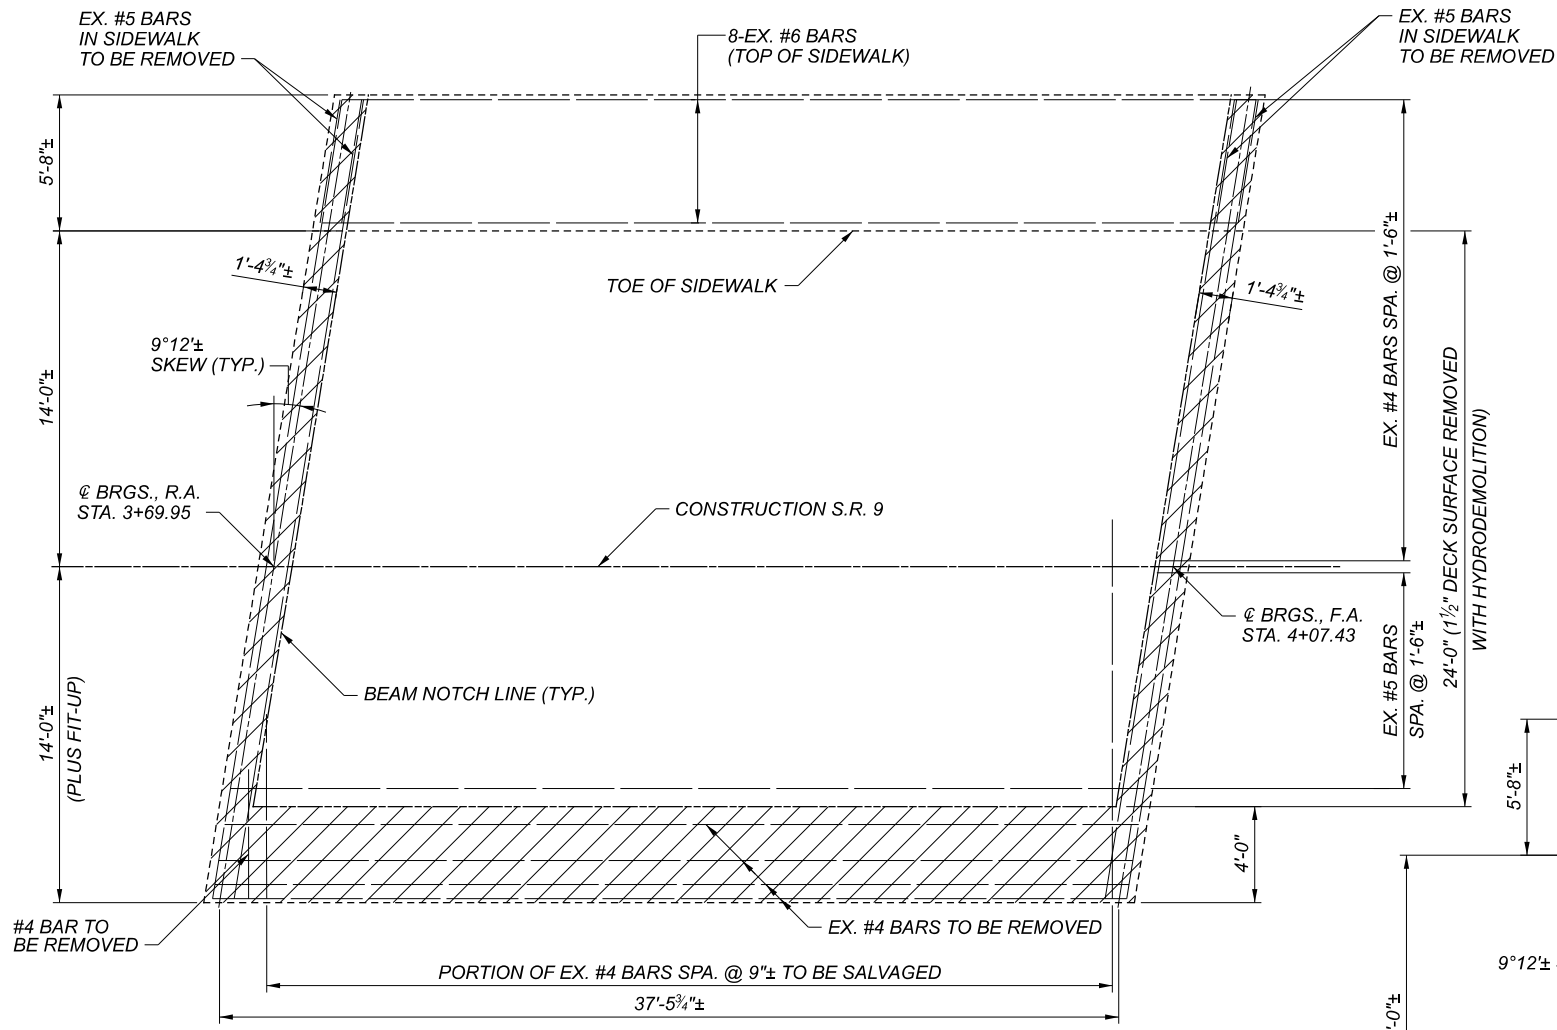 EX. #5 BARS
IN SIDEWALK
TO BE REMOVED
8-EX. #6 BARS
(TOP OF SIDEWALK)
EX. #5 BARS
IN SIDEWALK
TO BE REMOVED
5'-8"±
14'-0"±
14'-0"±
(PLUS FIT-UP)
1'-4¾"±
TOE OF SIDEWALK
1'-4¾"±
9°12'±
SKEW (TYP.)
EX. #4 BARS SPA. @ 1'-6"±
24'-0" (1½" DECK SURFACE REMOVED
WITH HYDRODEMOLITION)
℄ BRGS., R.A.
STA. 3+69.95
CONSTRUCTION S.R. 9
℄ BRGS., F.A.
STA. 4+07.43
EX. #5 BARS
SPA. @ 1'-6"±
BEAM NOTCH LINE (TYP.)
4'-0"
5'-8"±
#4 BAR TO
BE REMOVED
EX. #4 BARS TO BE REMOVED
PORTION OF EX. #4 BARS SPA. @ 9"± TO BE SALVAGED
37'-5¾"±
9°12'±
'-0"±